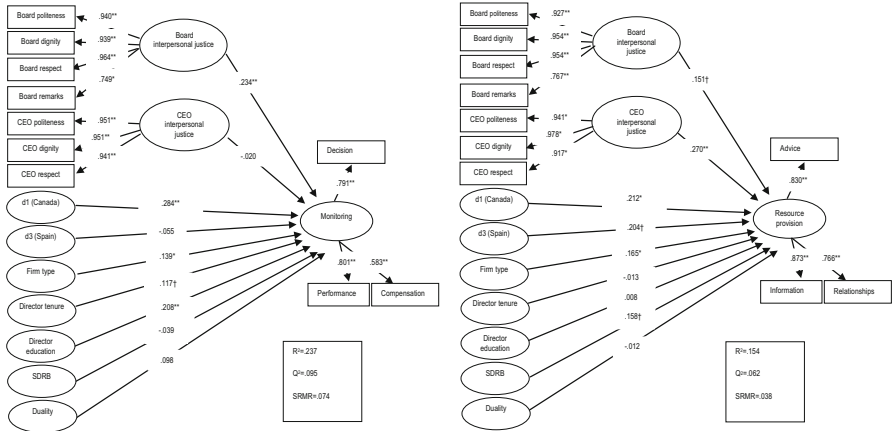 Board politeness
Board dignity
Board respect
Board remarks
CEO politeness
CEO dignity
CEO respect
.940**
.939**
.964**
.749*
.951**
.951**
.941**
Board
interpersonal justice
CEO
interpersonal
justice
.234**
-.020
d1 (Canada)
d3 (Spain)
Firm type
Director tenure
Director
education
SDRB
Duality
.284**
-.055
.139*
.117†
.208**
-.039
.098
Decision
.791**
Monitoring
.801**
.583**
Performance
Compensation
R²=.237
Q²=.095
SRMR=.074
Board politeness
Board dignity
Board respect
Board remarks
CEO politeness
CEO dignity
CEO respect
.927**
.954**
.954**
.767**
.941*
.978*
.917*
Board
interpersonal
justice
CEO
interpersonal
justice
.151†
.270**
d1 (Canada)
d3 (Spain)
Firm type
Director tenure
Director
education
SDRB
Duality
.212*
.204†
.165*
-.013
.008
.158†
-.012
Advice
.830**
Resource
provision
.873**
.766**
Information
Relationships
R²=.154
Q²=.062
SRMR=.038